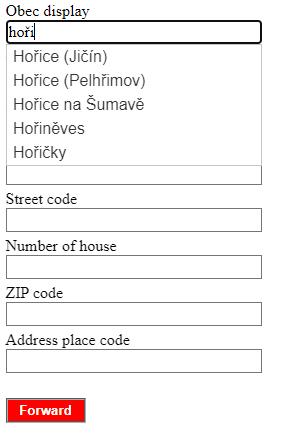 Obec display
hoři
Hořice (Jičín)
Hořice (Pelhřimov)
Hořice na Šumavě
Hořiněves
Hořičky
Street code
Number of house
ZIP code
Address place code
Forward